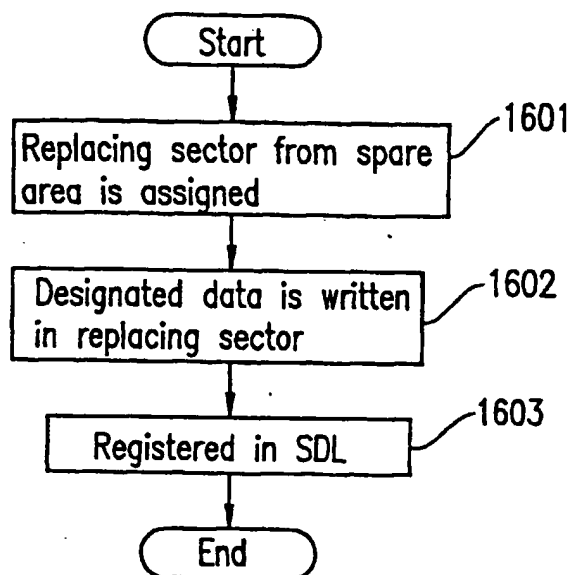 Start
1601
Replacing sector from spare
area is assigned
1602
Designated data is written
in replacing sector
1603
Registered in SDL
End